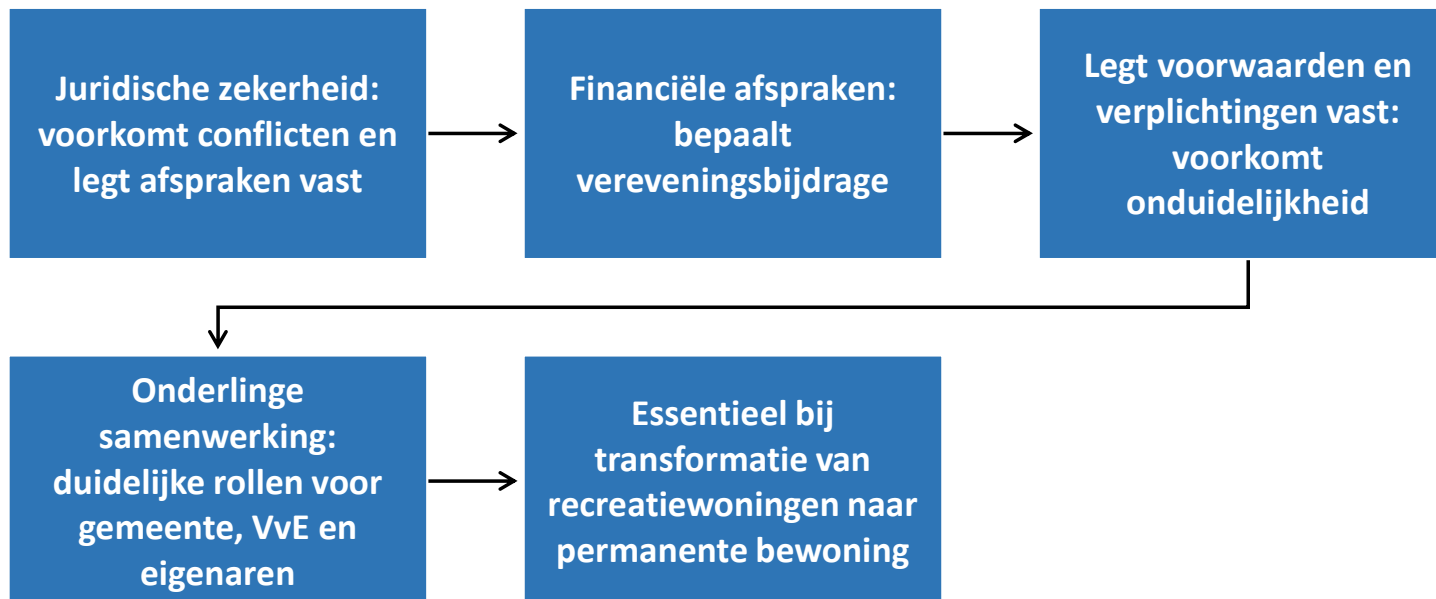 Juridische zekerheid:
voorkomt conflicten en
legt afspraken vast
Financiële afspraken:
bepaalt
vereveningsbijdrage
Legt voorwaarden en
verplichtingen vast:
voorkomt
onduidelijkheid
Onderlinge
samenwerking:
duidelijke rollen voor
gemeente, VvE en
eigenaren
Essentieel bij
transformatie van
recreatiewoningen naar
permanente bewoning